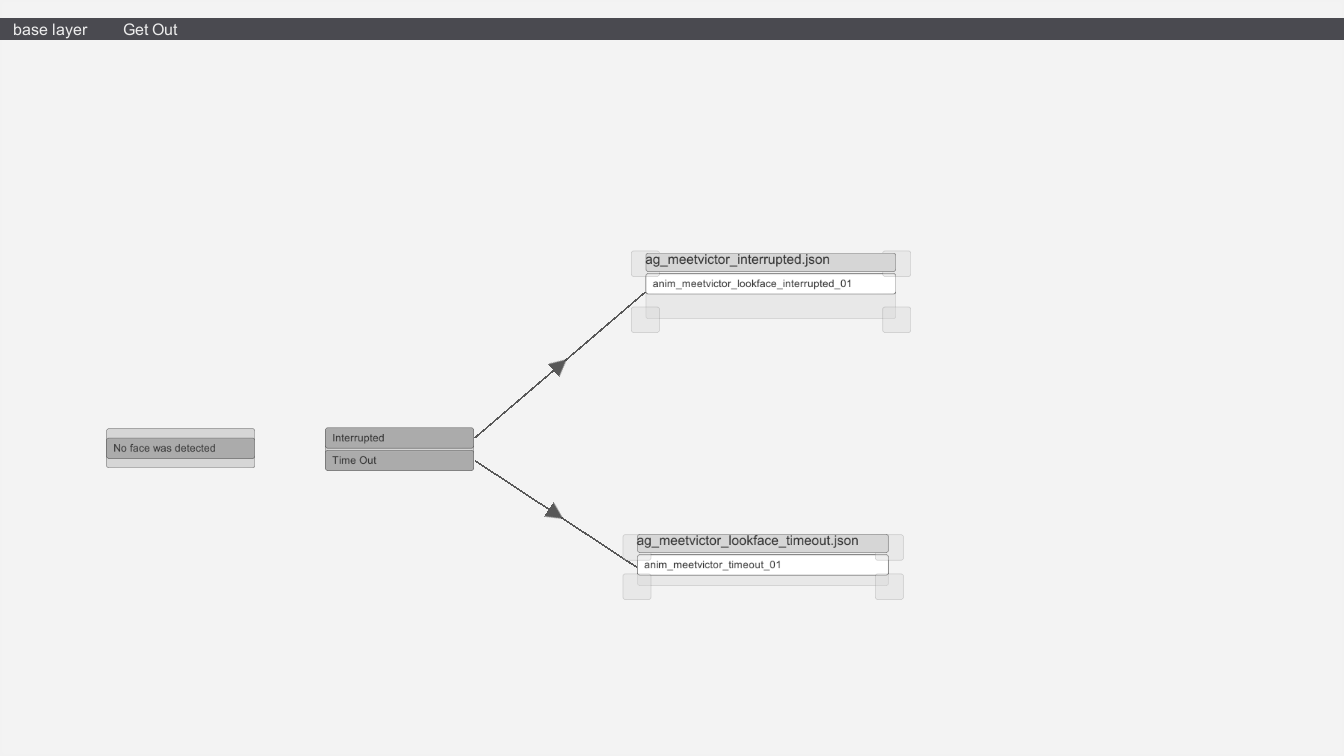 base layer Get Out
ag_meetvictor_interrupted.json
anim_meetvictor_lookface_interrupted_01
No face was detected
Interrupted
Time Out
ag_meetvictor_lookface_timeout.json
anim_meetvictor_timeout_01